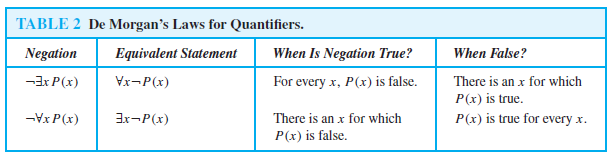 TABLE 2 De Morgan's Laws for Quantifiers.
Negation Equivalent Statement When Is Negation True? When False?
¬∃x P(x) ∀x¬P(x) For every x, P(x) is false. There is an x for which
P(x) is true.
¬∀x P(x) ∃x¬P(x) There is an x for which P(x) is true for every x.
P(x) is false.